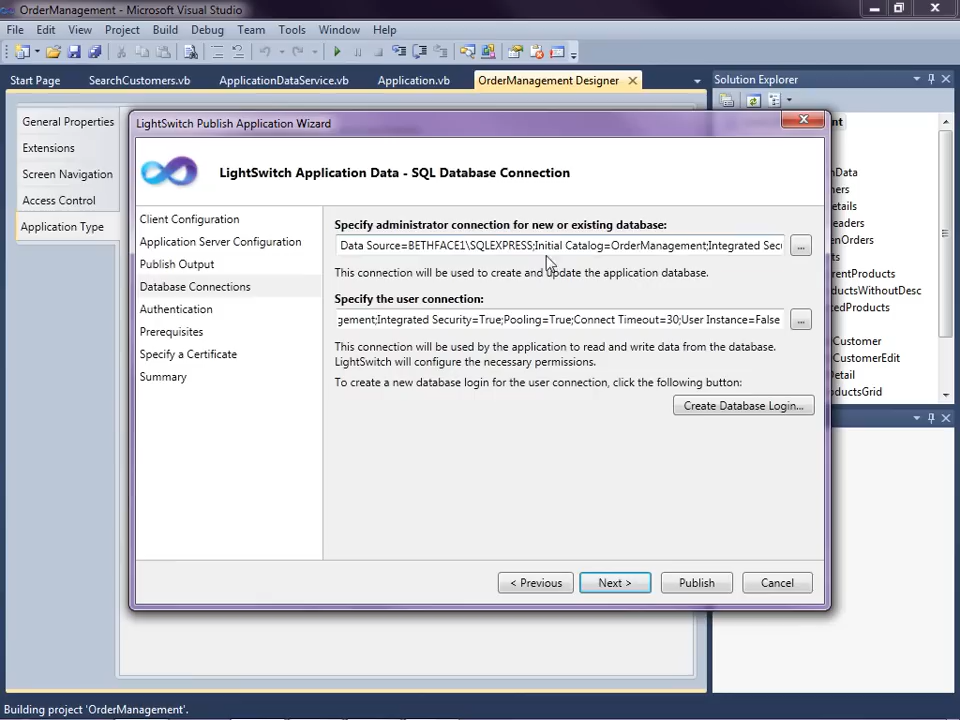 OrderManagement - Microsoft Visual Studio
File Edit View Project Build Debug Team Tools Window Help
Start Page SearchCustomers.vb ApplicationDataService.vb Application.vb OrderManagement Designer
Solution Explorer
General Properties
Extensions
Screen Navigation
Access Control
Application Type
LightSwitch Publish Application Wizard
LightSwitch Application Data - SQL Database Connection
Client Configuration
Application Server Configuration
Publish Output
Database Connections
Authentication
Prerequisites
Specify a Certificate
Summary
Specify administrator connection for new or existing database:
Data Source=BETHFACE1\SQLEXPRESS;Initial Catalog=OrderManagement;Integrated Secu
...
This connection will be used to create and update the application database.
Specify the user connection:
gement;Integrated Security=True;Pooling=True;Connect Timeout=30;User Instance=False
...
This connection will be used by the application to read and write data from the database.
LightSwitch will configure the necessary permissions.
To create a new database login for the user connection, click the following button:
Create Database Login...
< Previous Next > Publish Cancel
ent
Data
ners
etails
eaders
enOrders
ts
rentProducts
WithoutDesc
Customer
CustomerEdit
Detail
ProductsGrid
Building project 'OrderManagement'.